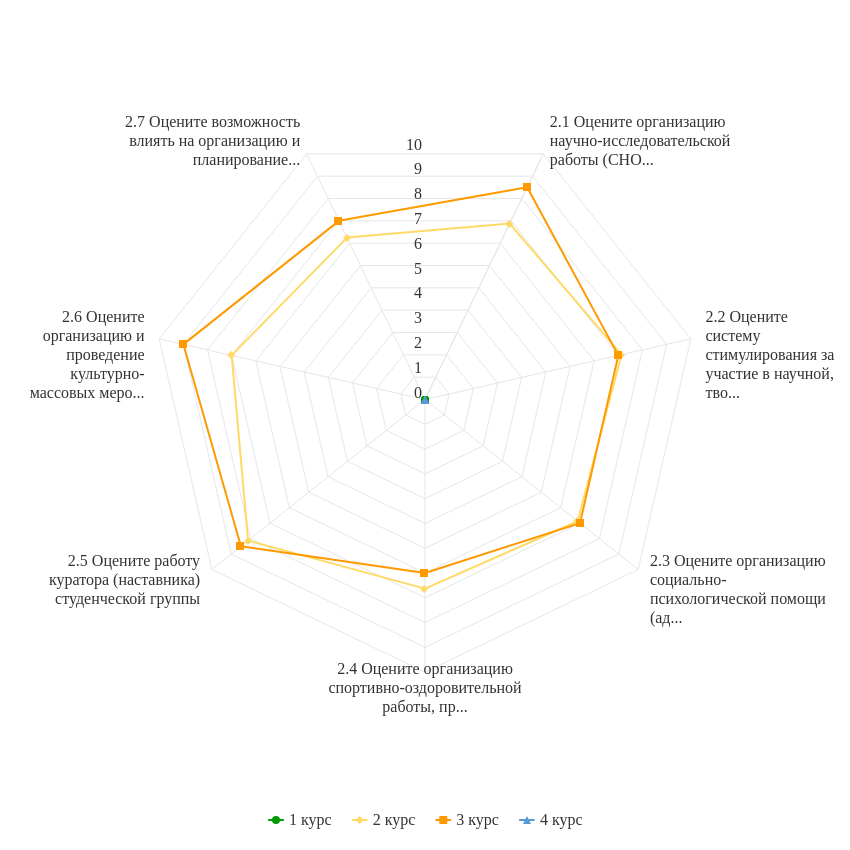 2.7 Оцените возможность
влиять на организацию и
планирование...
2.1 Оцените организацию
научно-исследовательской
работы (СНО...
10
9
8
7
6
5
4
3
2
1
0
2.6 Оцените
организацию и
проведение
культурно-
массовых меро...
2.2 Оцените
систему
стимулирования за
участие в научной,
тво...
2.5 Оцените работу
куратора (наставника)
студенческой группы
2.3 Оцените организацию
социально-
психологической помощи
(ад...
2.4 Оцените организацию
спортивно-оздоровительной
работы, пр...
1 курс 2 курс 3 курс 4 курс